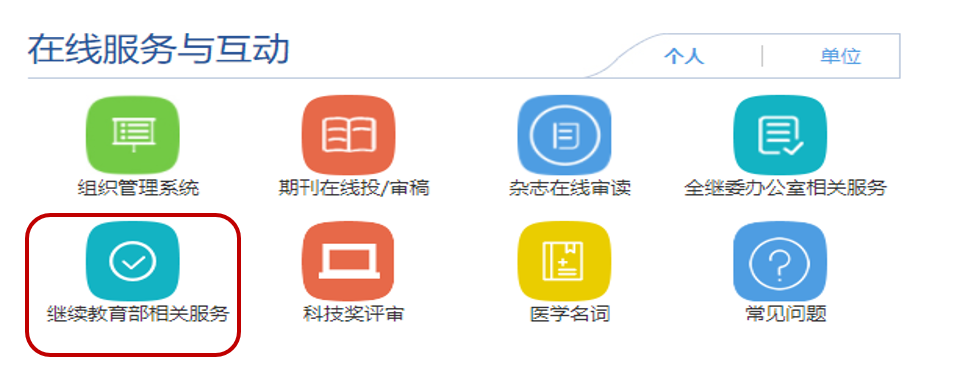 在线服务与互动
个人
单位
组织管理系统
期刊在线投/审稿
杂志在线审读
全继委办公室相关服务
继续教育部相关服务
科技奖评审
医学名词
常见问题